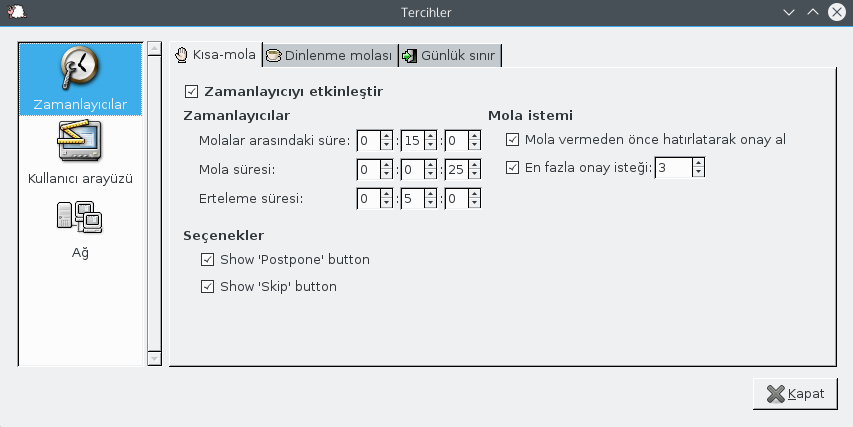 Tercihler
Zamanlayıcılar
Kullanıcı arayüzü
Ağ
Kısa-mola
Dinlenme molası
Günlük sınır
Zamanlayıcıyı etkinleştir
Zamanlayıcılar
Molalar arasındaki süre: 0 : 15 : 0
Mola süresi: 0 : 0 : 25
Erteleme süresi: 0 : 5 : 0
Mola istemi
Mola vermeden önce hatırlatarak onay al
En fazla onay isteği: 3
Seçenekler
Show 'Postpone' button
Show 'Skip' button
Kapat